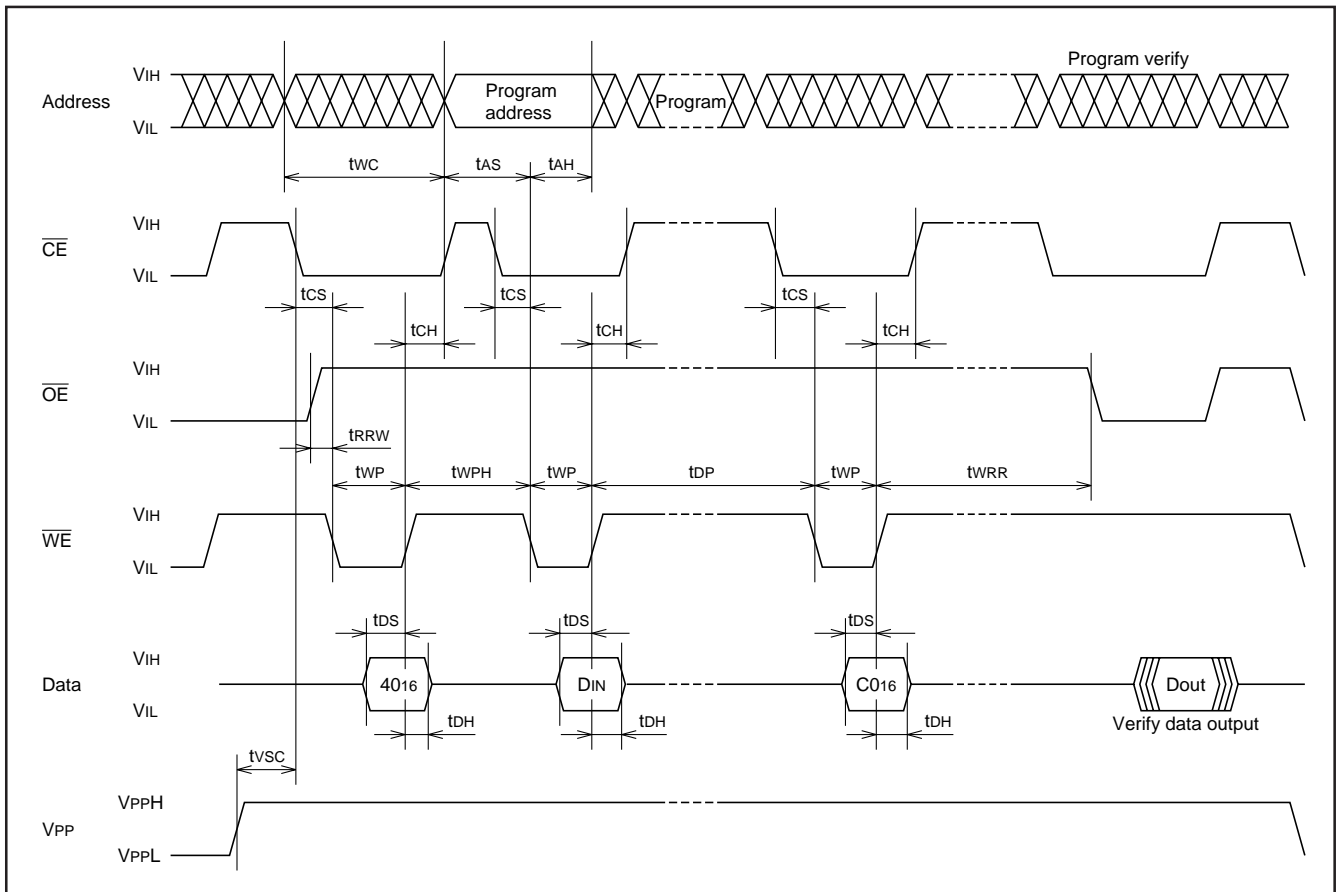 Program verify
VIH
Address
Program
address
Program
VIL
tWC
tAS
tAH
VIH
CE
VIL
tCS
tCS
tCS
tCH
tCH
tCH
VIH
OE
VIL
tRRW
tWP
tWPH
tWP
tDP
tWP
tWRR
VIH
WE
VIL
tDS
tDS
tDS
VIH
Data
4016
DIN
C016
Dout
VIL
tDH
tDH
tDH
Verify data output
tVSC
VPPH
VPP
VPPL